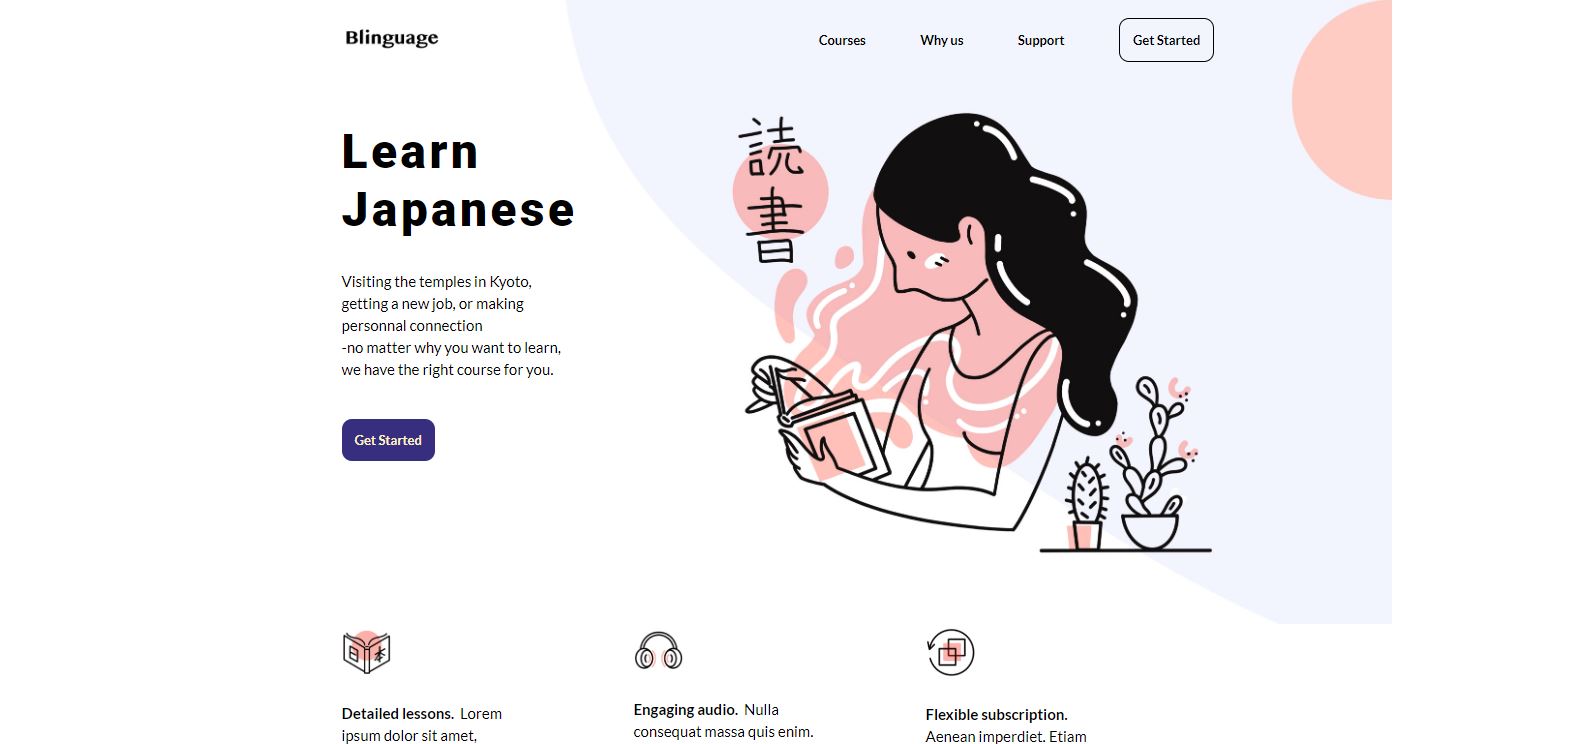 Blinguage
Courses
Why us
Support
Get Started
Learn
Japanese
読
書
Visiting the temples in Kyoto,
getting a new job, or making
personnal connection
-no matter why you want to learn,
we have the right course for you.
Get Started
Detailed lessons. Lorem
ipsum dolor sit amet,
Engaging audio. Nulla
consequat massa quis enim.
Flexible subscription.
Aenean imperdiet. Etiam